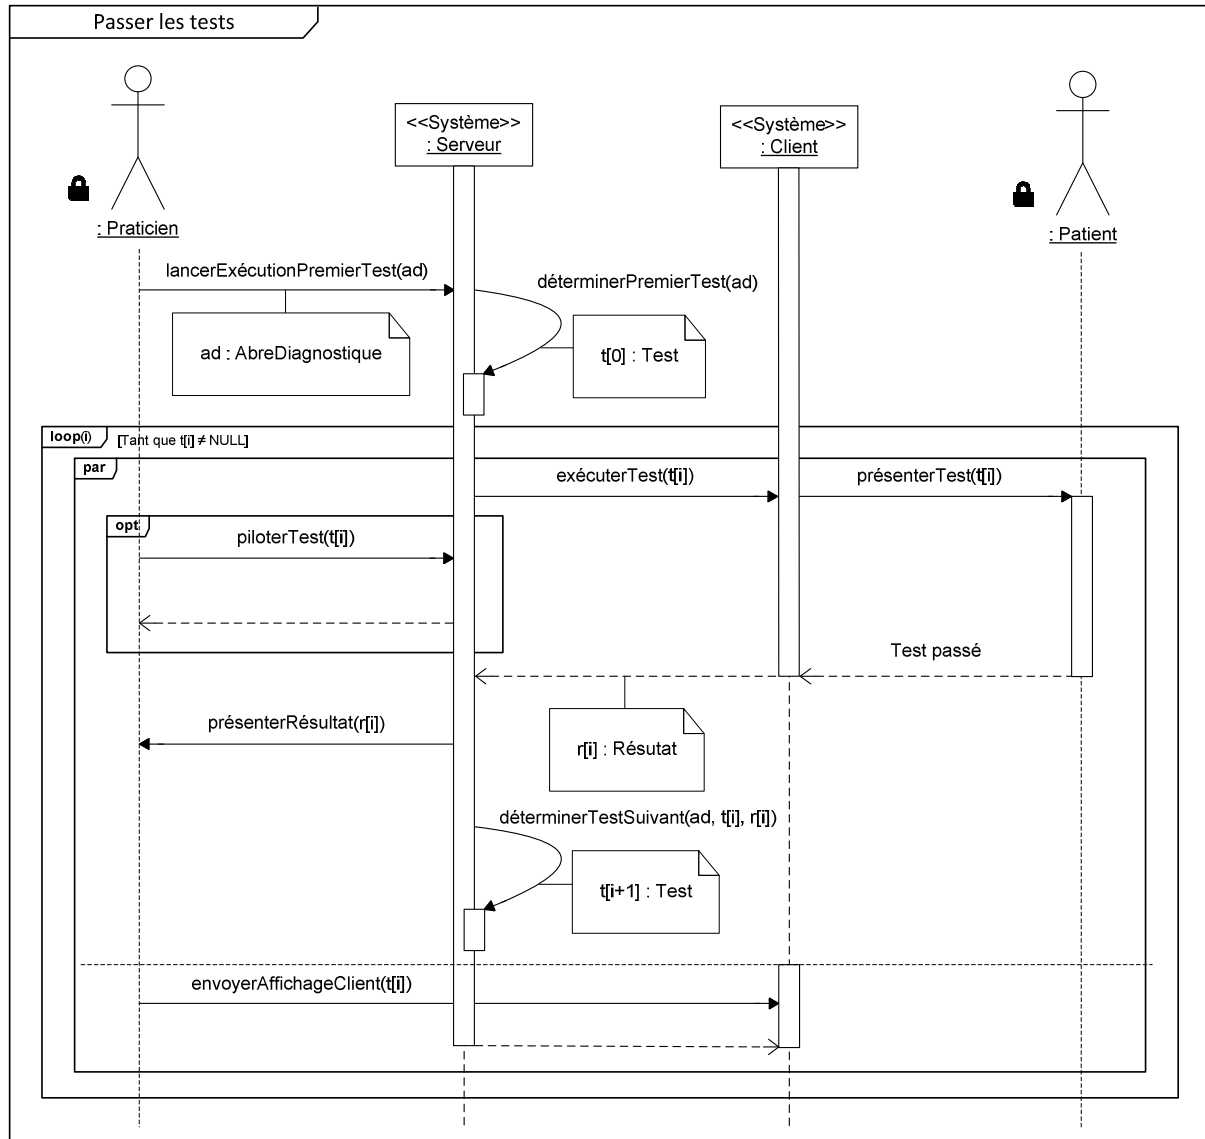 Passer les tests
<<Système>>
: Serveur
<<Système>>
: Client
: Praticien
: Patient
lancerExécutionPremierTest(ad)
déterminerPremierTest(ad)
ad : AbreDiagnostique
t[0] : Test
loop(i)
[Tant que t[i] ≠ NULL]
par
exécuterTest(t[i])
présenterTest(t[i])
opt
piloterTest(t[i])
Test passé
présenterRésultat(r[i])
r[i] : Résutat
déterminerTestSuivant(ad, t[i], r[i])
t[i+1] : Test
envoyerAffichageClient(t[i])